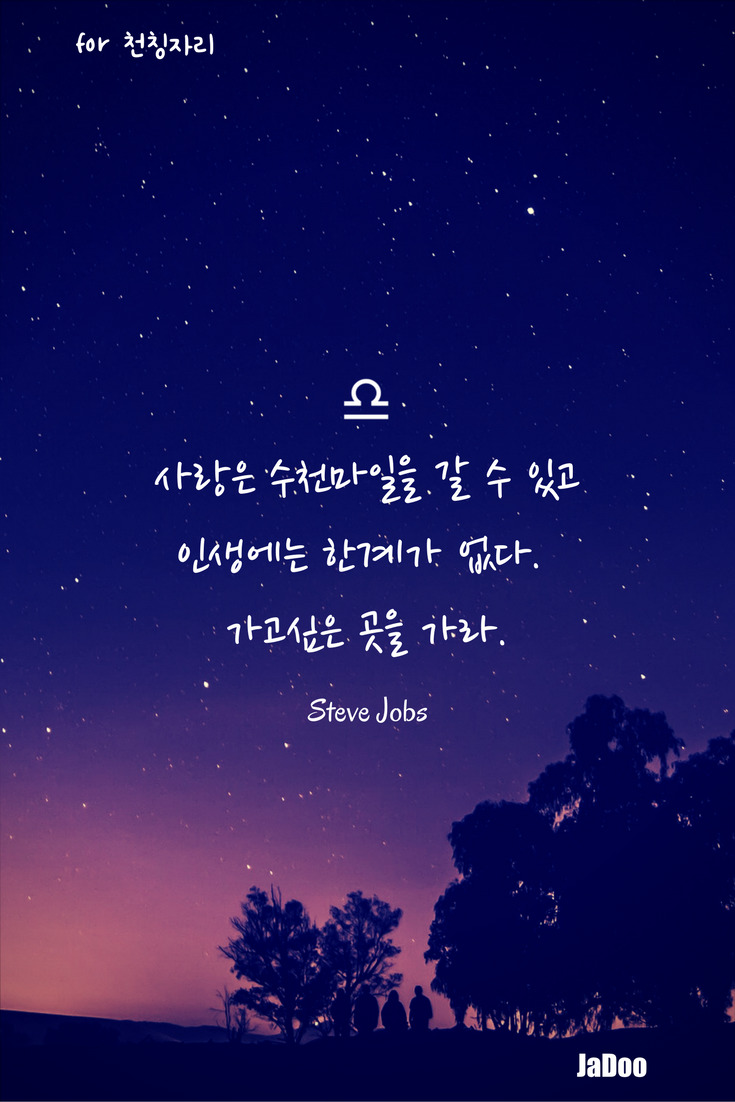 for 천칭자리
♎
사랑은 수천마일을 갈 수 있고
인생에는 한계가 없다.
가고싶은 곳을 가라.
Steve Jobs
JaDoo